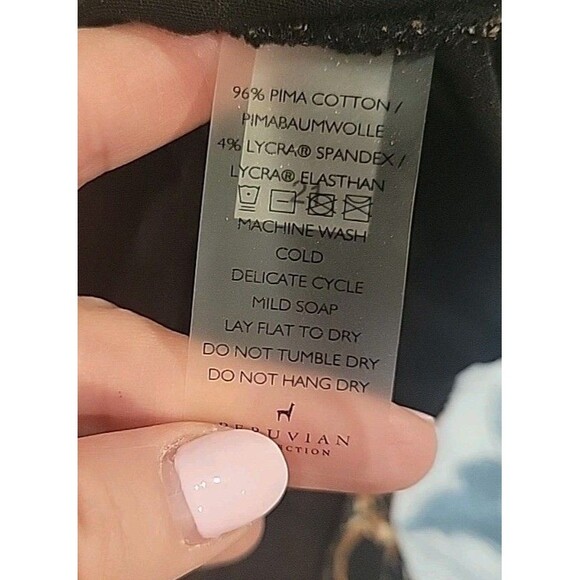 96% PIMA COTTON /
PIMABAUMWOLLE
4% LYCRA® SPANDEX /
LYCRA® ELASTHAN
MACHINE WASH
COLD
DELICATE CYCLE
MILD SOAP
LAY FLAT TO DRY
DO NOT TUMBLE DRY
DO NOT HANG DRY
PERUVIAN